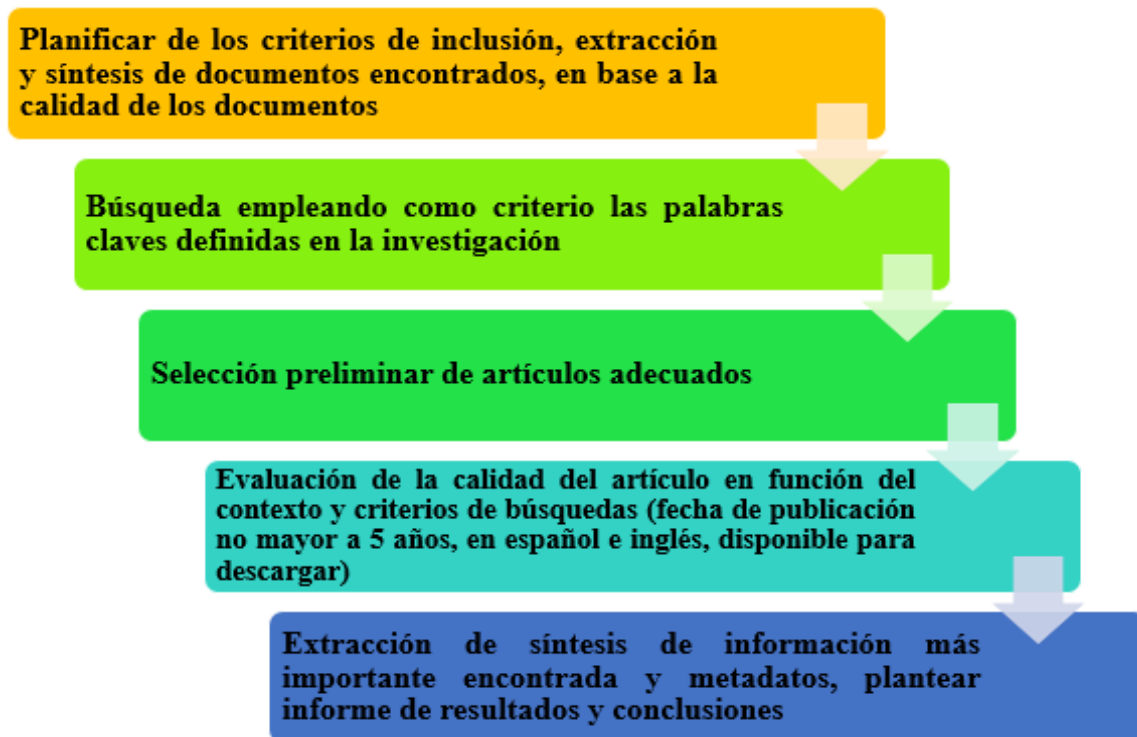 Planificar de los criterios de inclusión, extracción
y síntesis de documentos encontrados, en base a la
calidad de los documentos
Búsqueda empleando como criterio las palabras
claves definidas en la investigación
Selección preliminar de artículos adecuados
Evaluación de la calidad del artículo en función del
contexto y criterios de búsquedas (fecha de publicación
no mayor a 5 años, en español e inglés, disponible para
descargar)
Extracción de síntesis de información más
importante encontrada y metadatos, plantear
informe de resultados y conclusiones